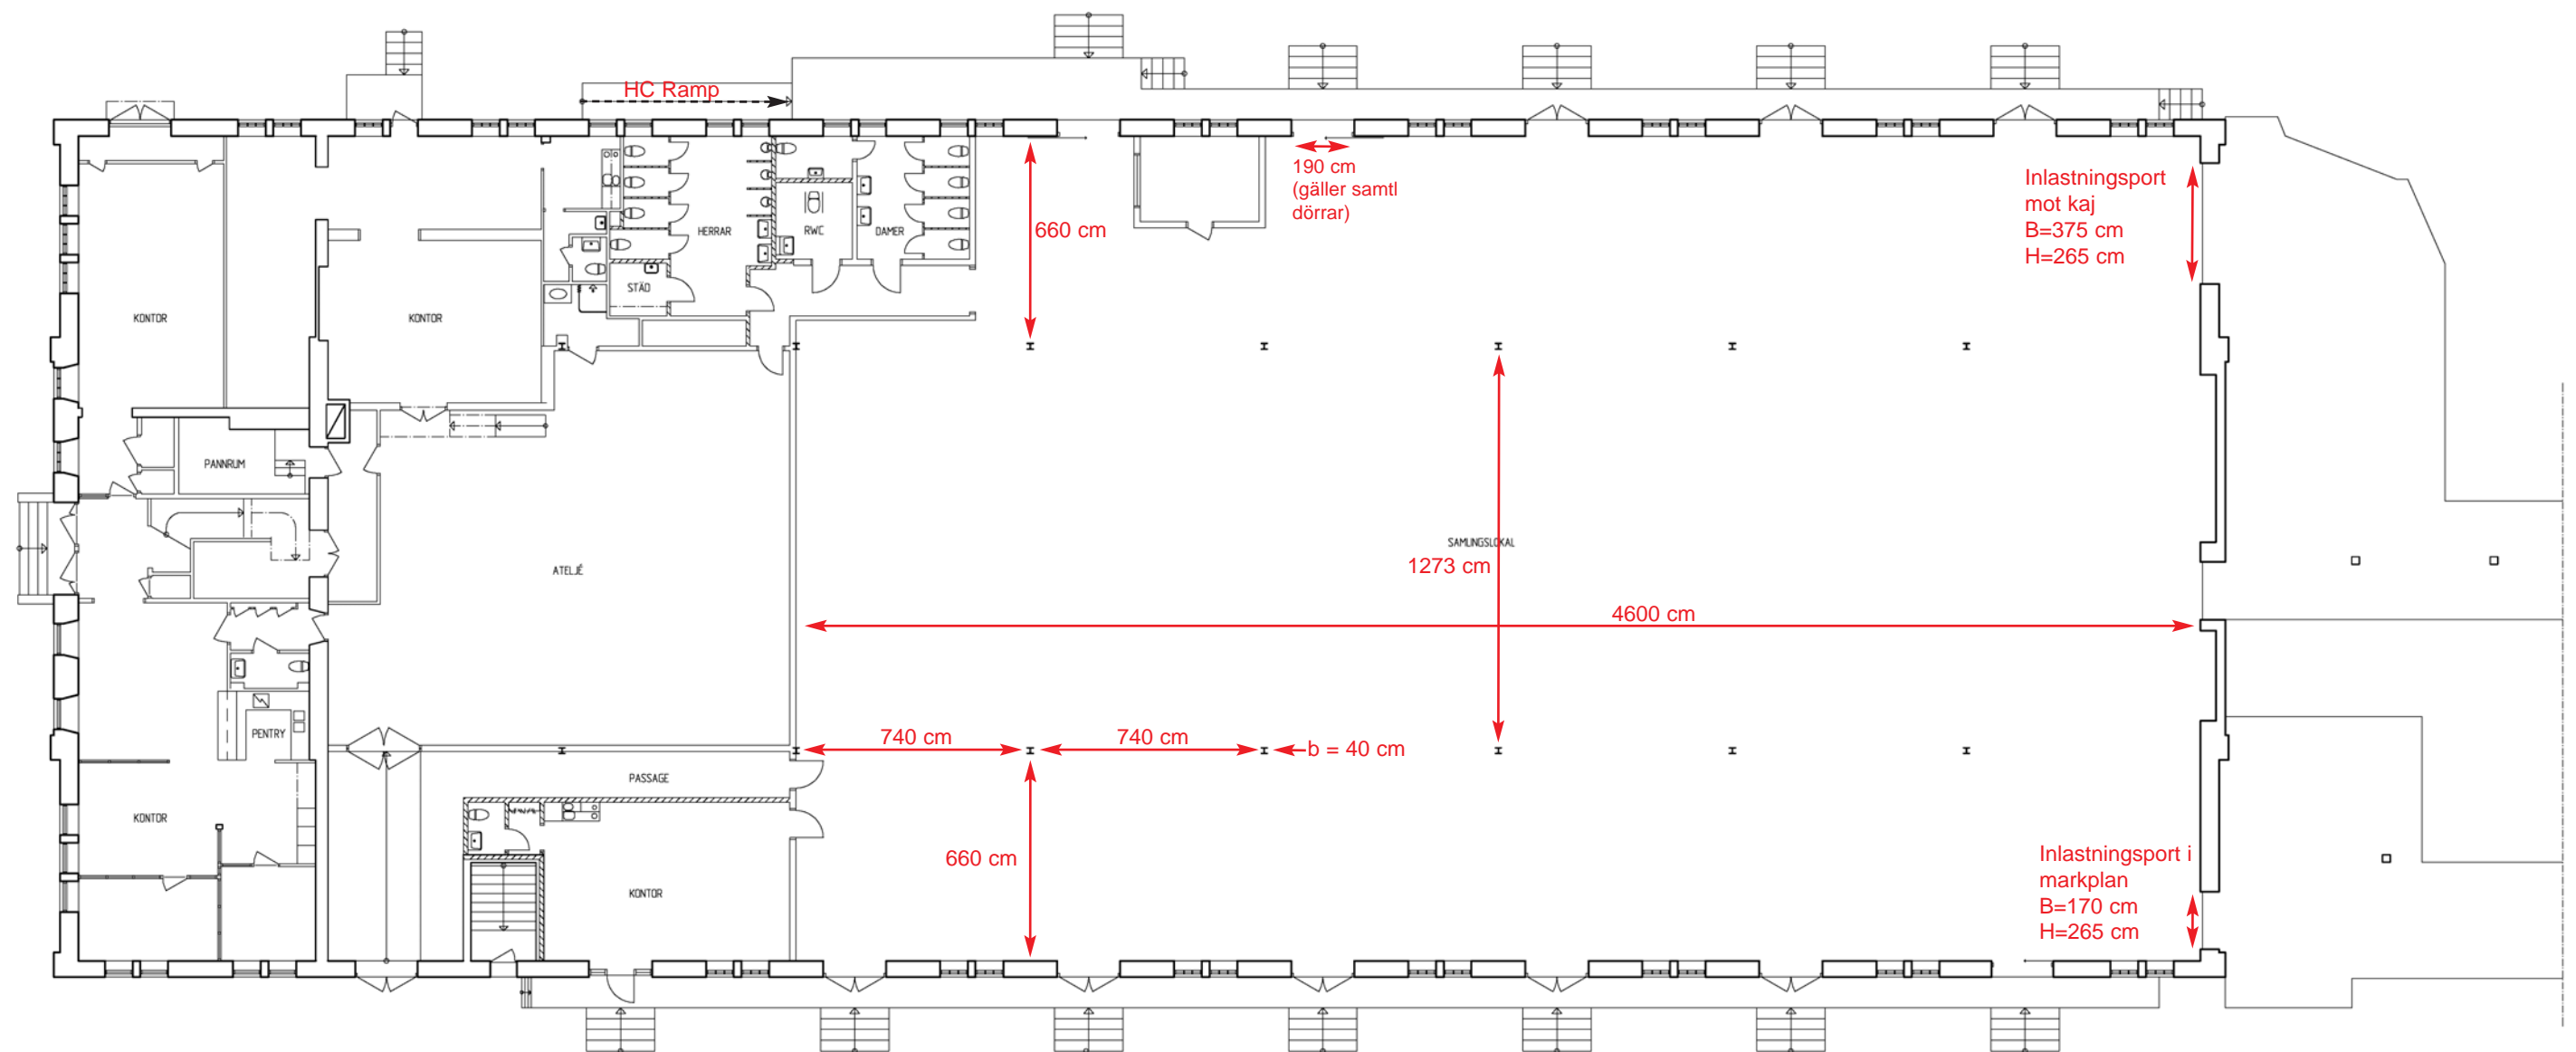 HC Ramp
190 cm
(gäller samtl
dörrar)
660 cm
Inlastningsport
mot kaj
B=375 cm
H=265 cm
HERRAR
RWC
DAMER
STÄD
KONTOR
KONTOR
PANNRUM
SAMLINGSLOKAL
1273 cm
ATELJÉ
4600 cm
PENTRY
740 cm
740 cm
b = 40 cm
PASSAGE
KONTOR
660 cm
KONTOR
Inlastningsport i
markplan
B=170 cm
H=265 cm